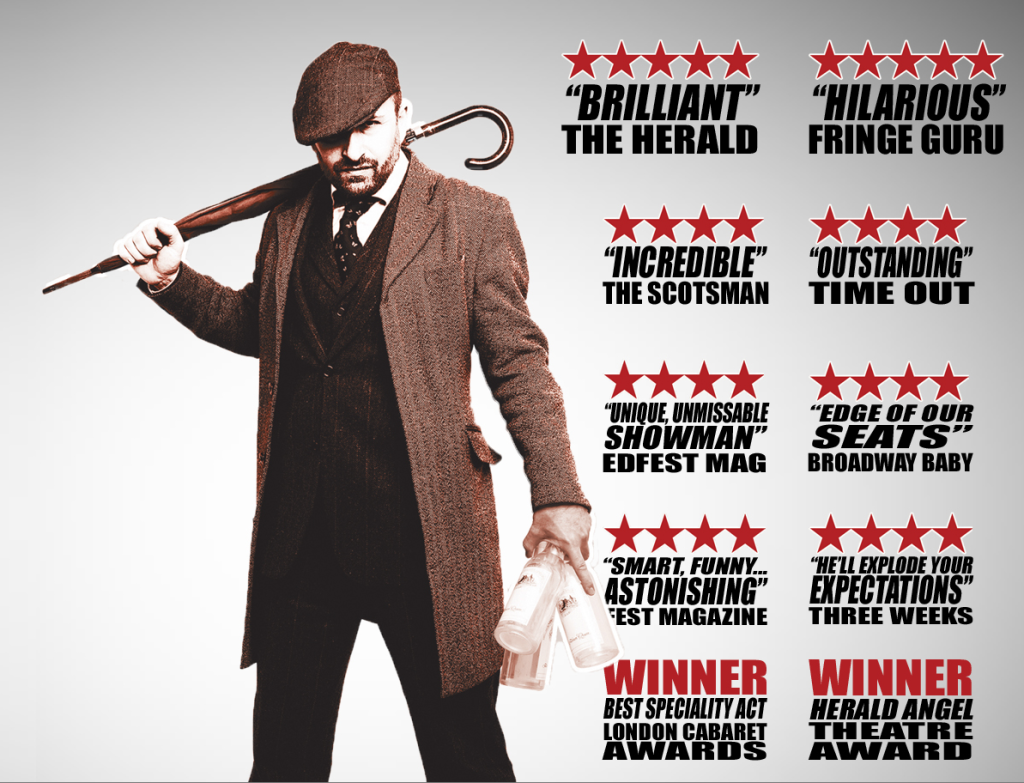 “BRILLIANT”
THE HERALD
“HILARIOUS”
FRINGE GURU
“INCREDIBLE”
THE SCOTSMAN
“OUTSTANDING”
TIME OUT
“UNIQUE, UNMISSABLE
SHOWMAN”
EDFEST MAG
“EDGE OF OUR
SEATS”
BROADWAY BABY
“SMART, FUNNY...
ASTONISHING”
FEST MAGAZINE
“HE’LL EXPLODE YOUR
EXPECTATIONS”
THREE WEEKS
WINNER
BEST SPECIALITY ACT
LONDON CABARET
AWARDS
WINNER
HERALD ANGEL
THEATRE
AWARD